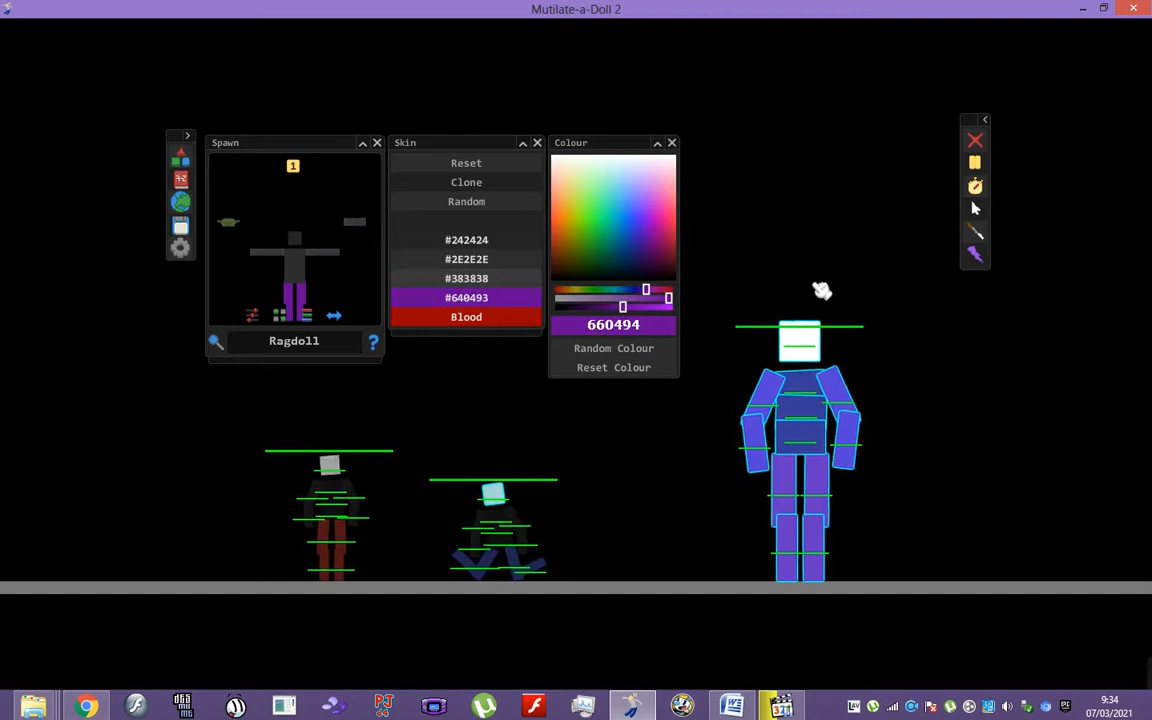 Mutilate-a-Doll 2
Spawn
1
Ragdoll
?
Skin
Reset
Clone
Random
#242424
#2E2E2E
#383838
#640493
Blood
Colour
660494
Random Colour
Reset Colour
9:34
07/03/2021